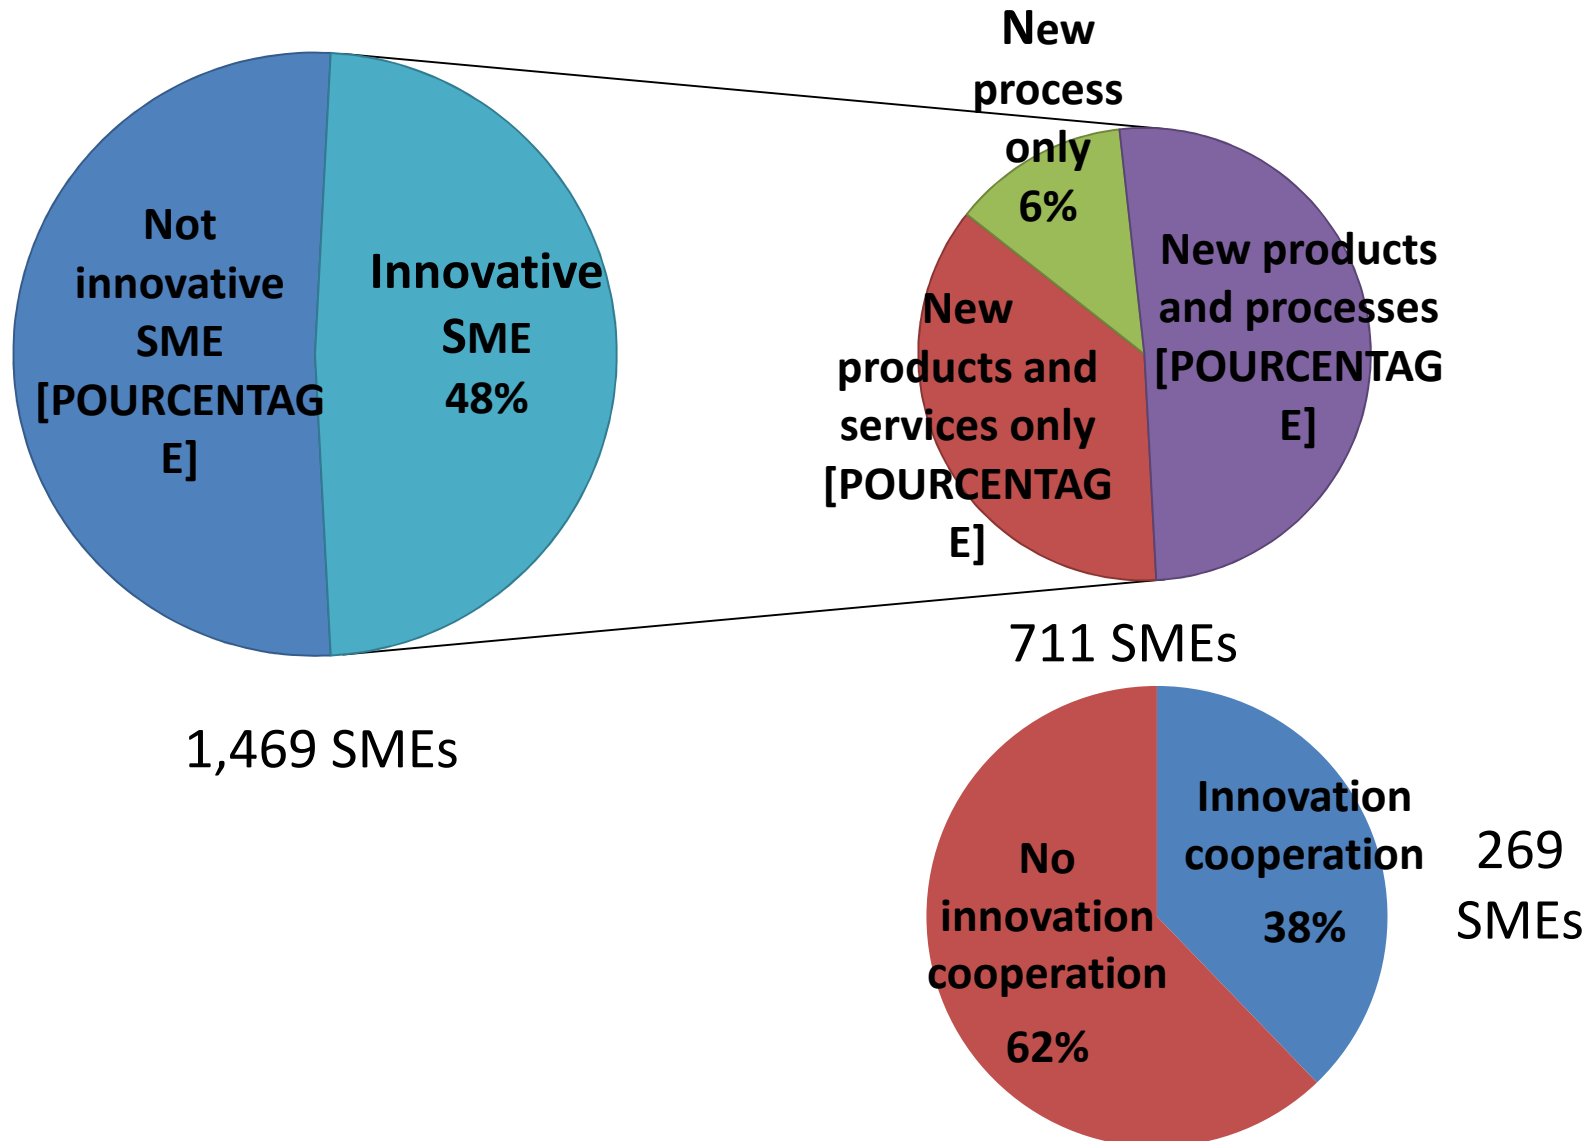 Not
innovative
SME
[POURCENTAG
E]
Innovative
SME
48%
1,469 SMEs
New
process
only
6%
New products
and processes
[POURCENTAG
E]
New
products and
services only
[POURCENTAG
E]
711 SMEs
Innovation
cooperation
38%
269
SMEs
No
innovation
cooperation
62%